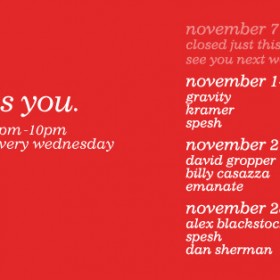 s you.
pm-10pm
very wednesday
november 7
closed just this
see you next w
november 1
gravity
kramer
spesh
november 2
david gropper
billy casazza
emanate
november 2
alex blackstoc
spesh
dan sherman